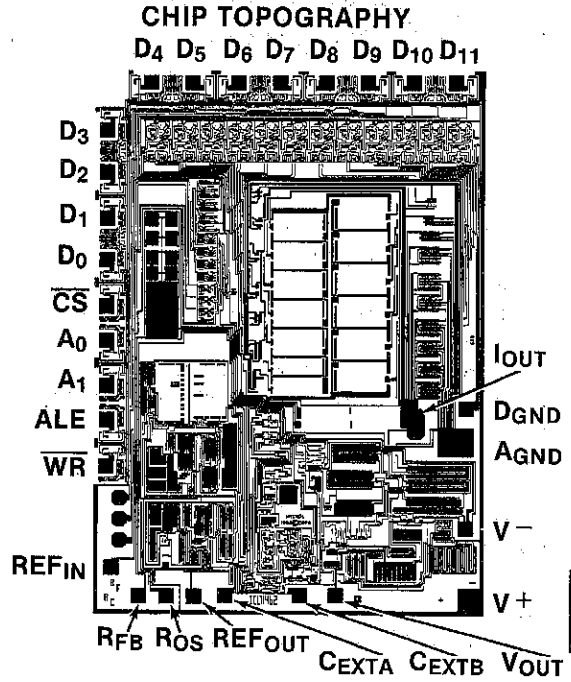 CHIP TOPOGRAPHY
D4 D5 D6 D7 D8 D9 D10 D11
D3
D2
D1
D0
CS
A0
A1
ALE
WR
REFIN
IOUT
DGND
AGND
V−
V+
RFB ROS REFOUT
CEXTA CEXTB VOUT